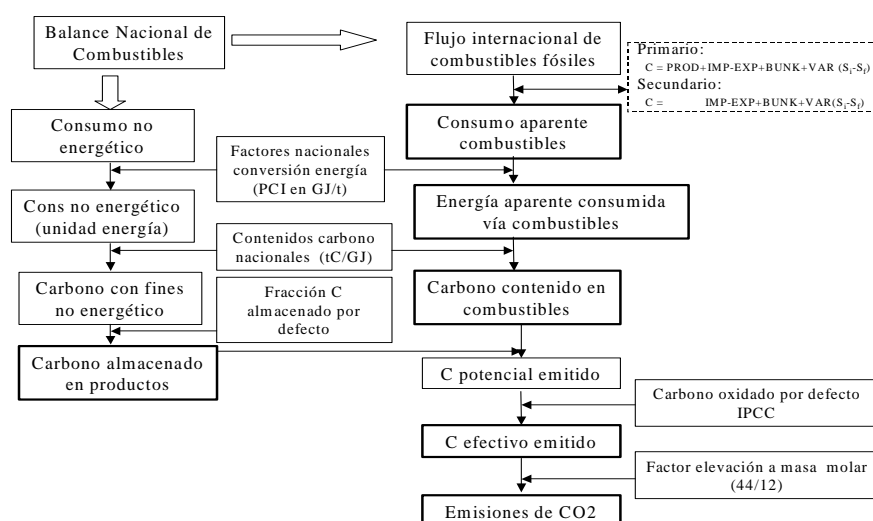 Balance Nacional de
Combustibles
Flujo internacional de
combustibles fósiles
Primario:
C = PROD+IMP-EXP+BUNK+VAR (Si-Sf)
Secundario:
C = IMP-EXP+BUNK+VAR(Si-Sf)
Consumo no
energético
Consumo aparente
combustibles
Factores nacionales
conversión energía
(PCI en GJ/t)
Cons no energético
(unidad energía)
Energía aparente consumida
vía combustibles
Contenidos carbono
nacionales (tC/GJ)
Carbono con fines
no energético
Fracción C
almacenado por
defecto
Carbono contenido en
combustibles
Carbono almacenado
en productos
C potencial emitido
Carbono oxidado por defecto
IPCC
C efectivo emitido
Factor elevación a masa molar
(44/12)
Emisiones de CO2